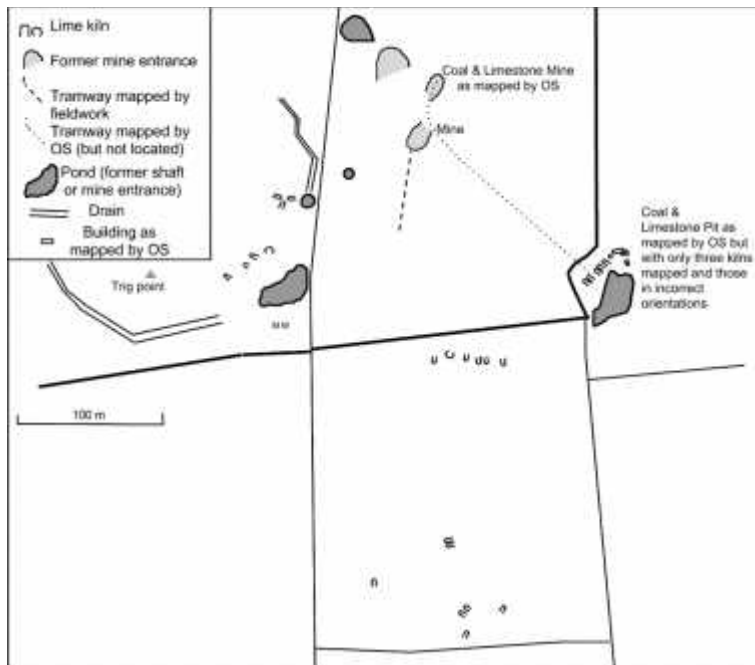 Lime kiln
Former mine entrance
Tramway mapped by
fieldwork
Tramway mapped by
OS (but not located)
Pond (former shaft
or mine entrance)
Drain
Building as
mapped by OS
Trig point
100 m
Coal & Limestone Mine
as mapped by OS
Mine
Coal &
Limestone Pit as
mapped by OS but
with only three kilns
mapped and those
in incorrect
orientations